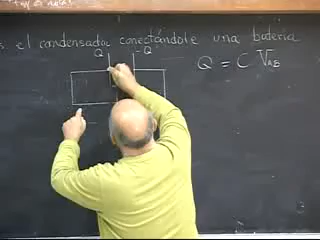 s el condensador conectándole una batería
Q -Q
Q = C V_AB